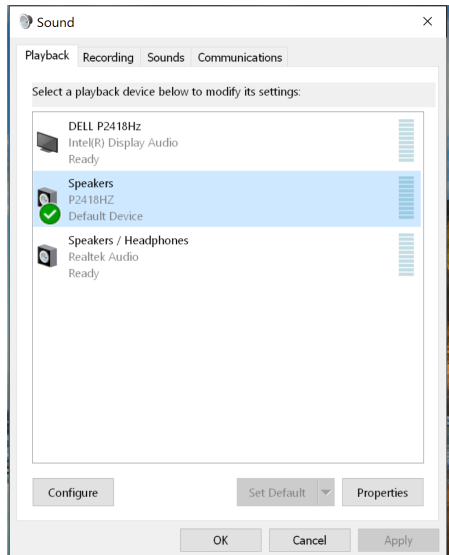 Sound
Playback Recording Sounds Communications
Select a playback device below to modify its settings:
DELL P2418Hz
Intel(R) Display Audio
Ready
Speakers
P2418HZ
Default Device
Speakers / Headphones
Realtek Audio
Ready
Configure Set Default Properties
OK Cancel Apply